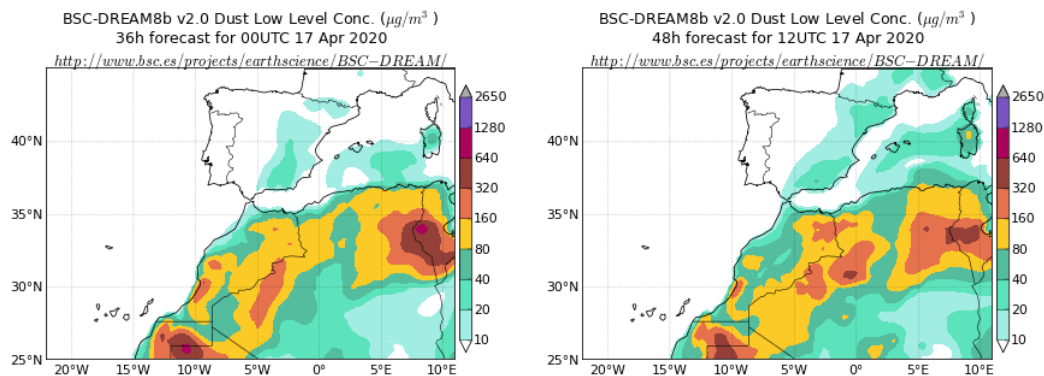 BSC-DREAM8b v2.0 Dust Low Level Conc. (μg/m³ )
36h forecast for 00UTC 17 Apr 2020
http://www.bsc.es/projects/earthscience/BSC−DREAM/
40°N
35°N
30°N
25°N
20°W
15°W
10°W
5°W
0°
5°E
10°E
2650
1280
640
320
160
80
40
20
10
BSC-DREAM8b v2.0 Dust Low Level Conc. (μg/m³ )
48h forecast for 12UTC 17 Apr 2020
http://www.bsc.es/projects/earthscience/BSC−DREAM/
40°N
35°N
30°N
25°N
20°W
15°W
10°W
5°W
0°
5°E
10°E
2650
1280
640
320
160
80
40
20
10